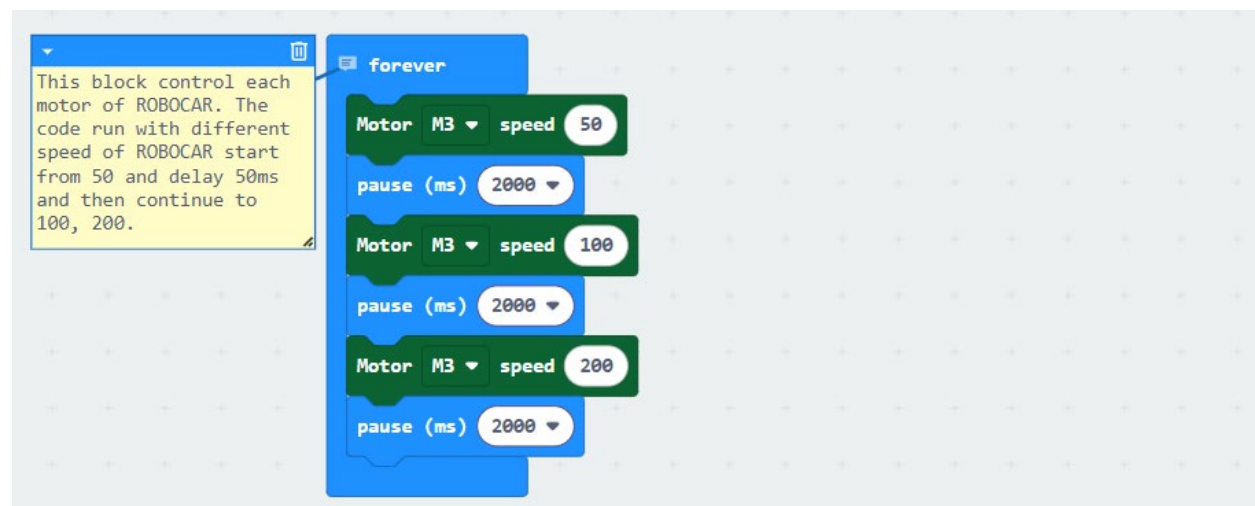 This block control each
motor of ROBOCAR. The
code run with different
speed of ROBOCAR start
from 50 and delay 50ms
and then continue to
100, 200.
forever
Motor M3 speed 50
pause (ms) 2000
Motor M3 speed 100
pause (ms) 2000
Motor M3 speed 200
pause (ms) 2000